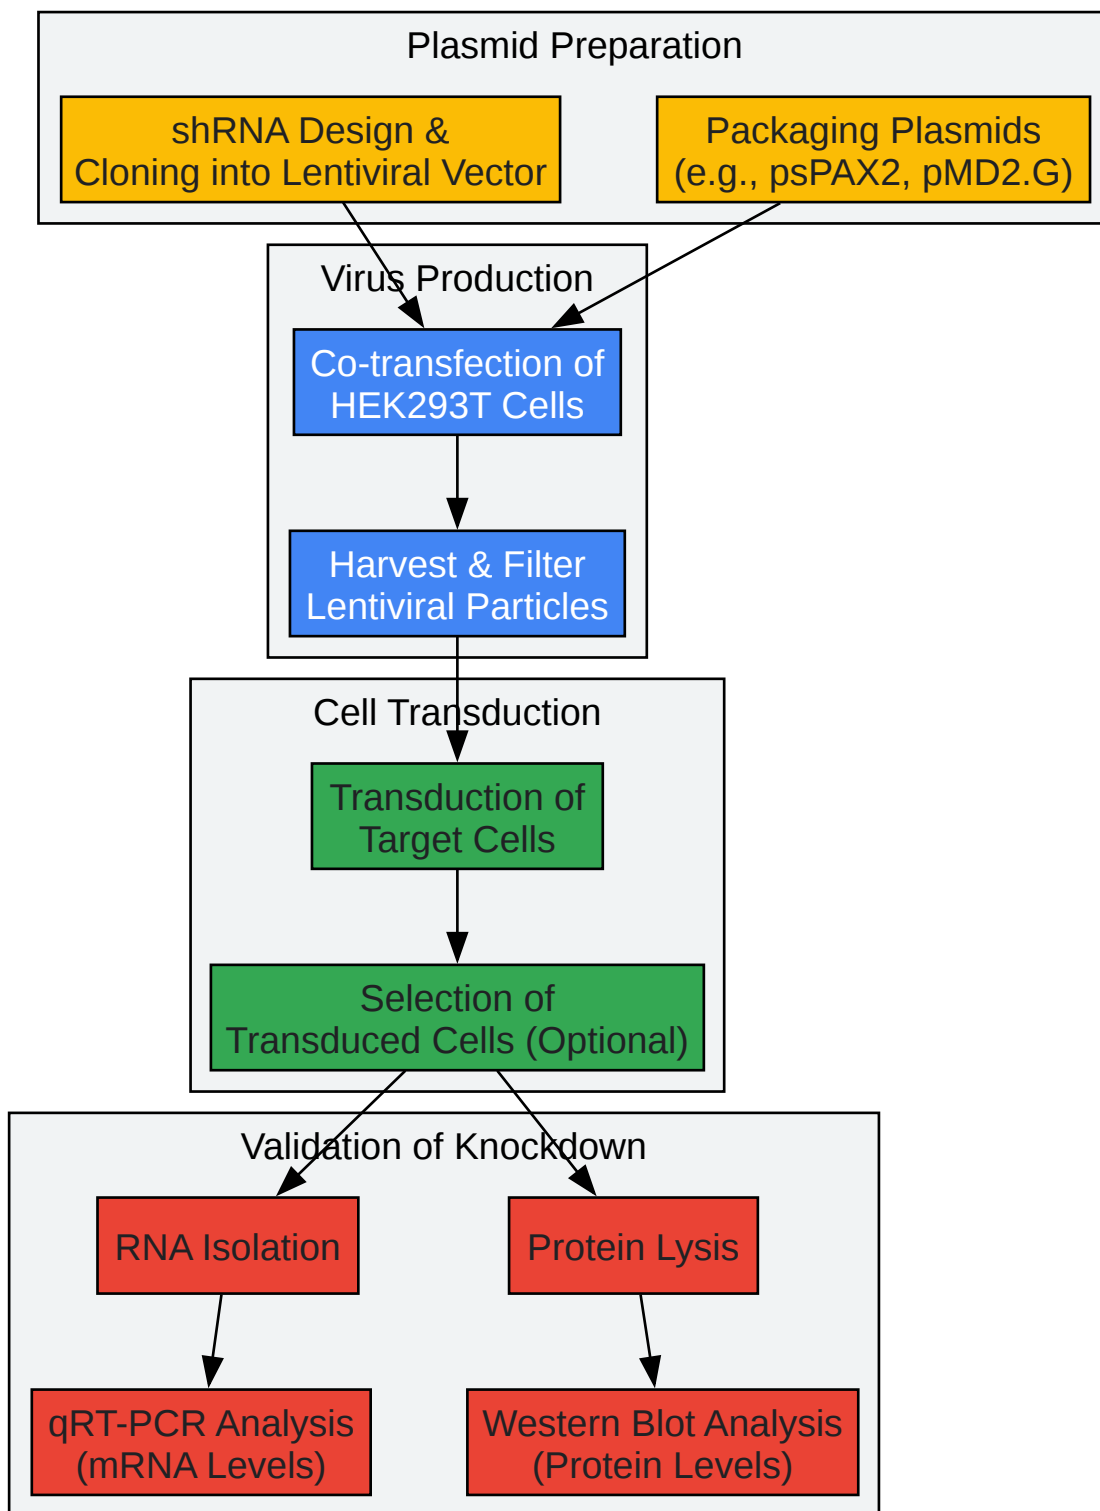 Plasmid Preparation
shRNA Design &
Cloning into Lentiviral Vector
Packaging Plasmids
(e.g., psPAX2, pMD2.G)
Virus Production
Co-transfection of
HEK293T Cells
Harvest & Filter
Lentiviral Particles
Cell Transduction
Transduction of
Target Cells
Selection of
Transduced Cells (Optional)
Validation of Knockdown
RNA Isolation
Protein Lysis
qRT-PCR Analysis
(mRNA Levels)
Western Blot Analysis
(Protein Levels)